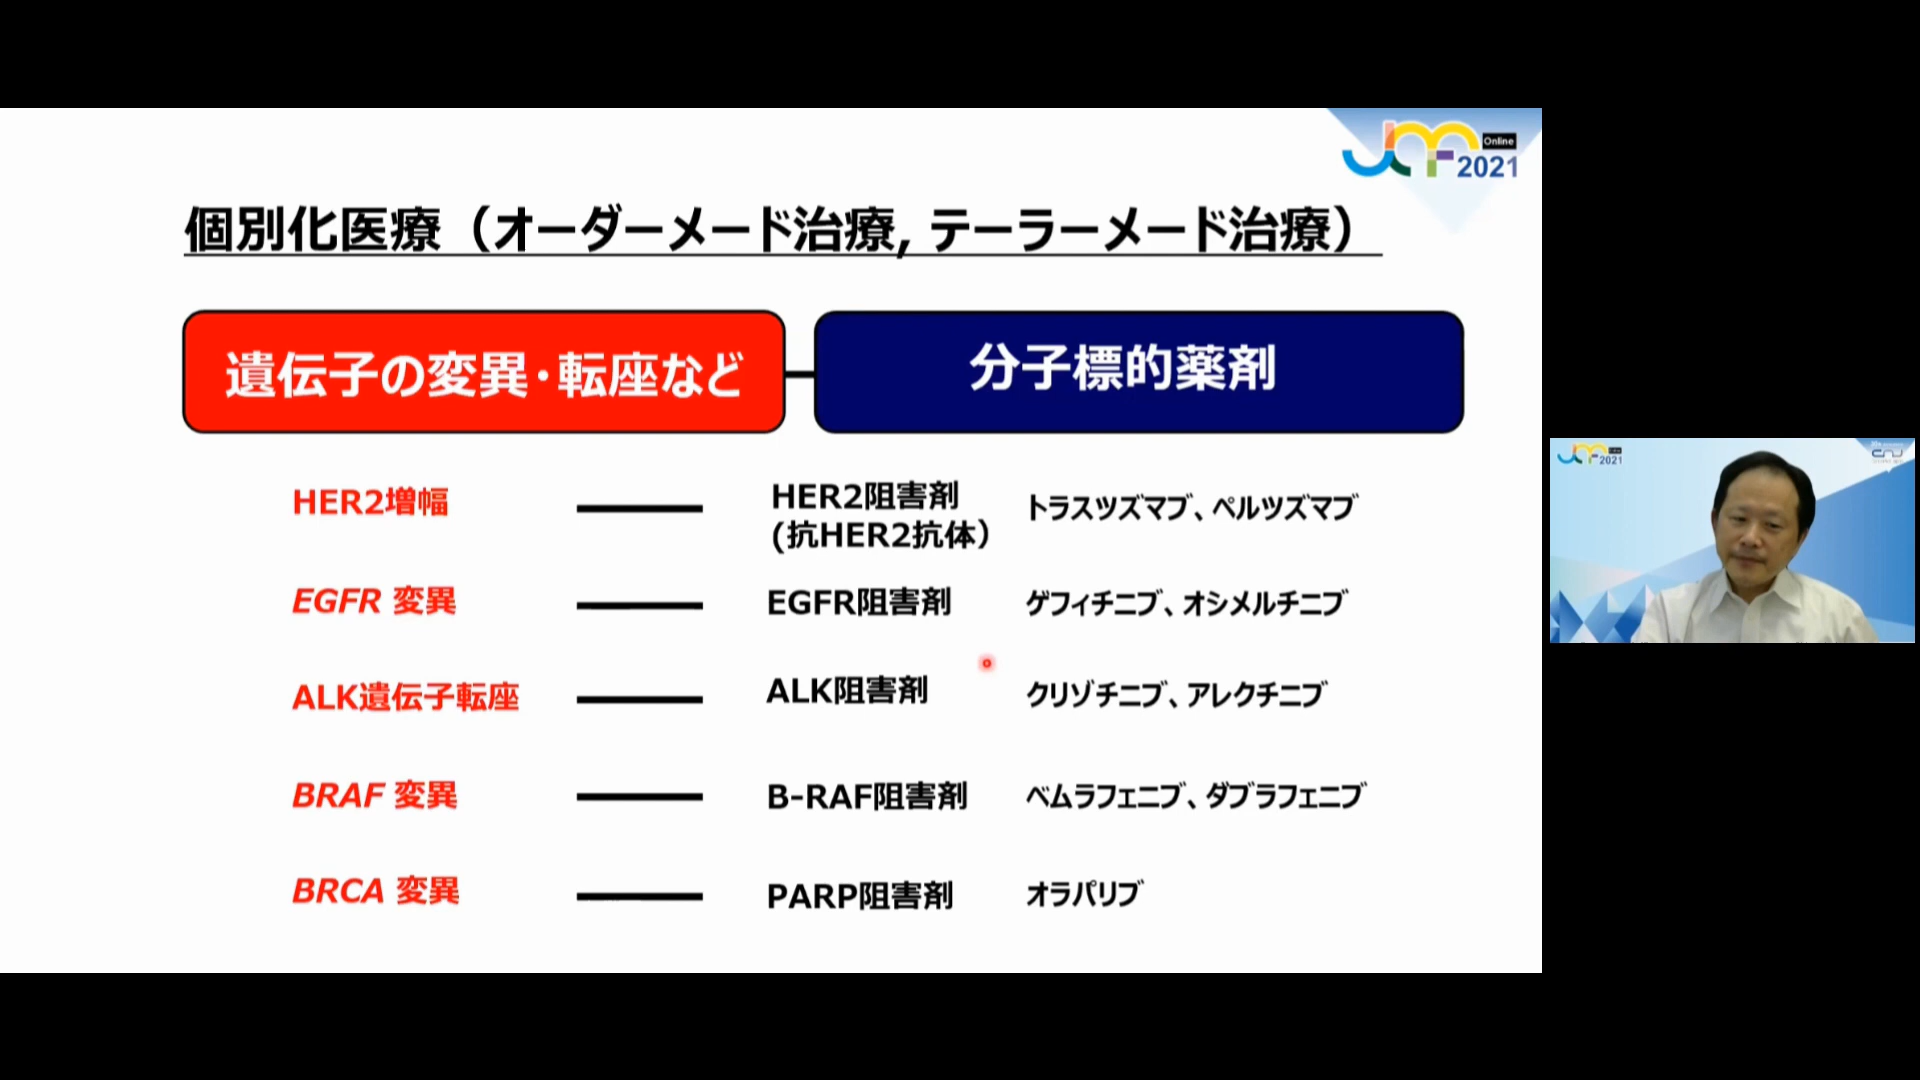 Online
2021
個別化医療（オーダーメード治療, テーラーメード治療）
遺伝子の変異・転座など
分子標的薬剤
HER2増幅
HER2阻害剤
(抗HER2抗体）
トラスツズマブ、ペルツズマブ
EGFR 変異
EGFR阻害剤
ゲフィチニブ、オシメルチニブ
ALK遺伝子転座
ALK阻害剤
クリゾチニブ、アレクチニブ
BRAF 変異
B-RAF阻害剤
ベムラフェニブ、ダブラフェニブ
BRCA 変異
PARP阻害剤
オラパリブ
2021